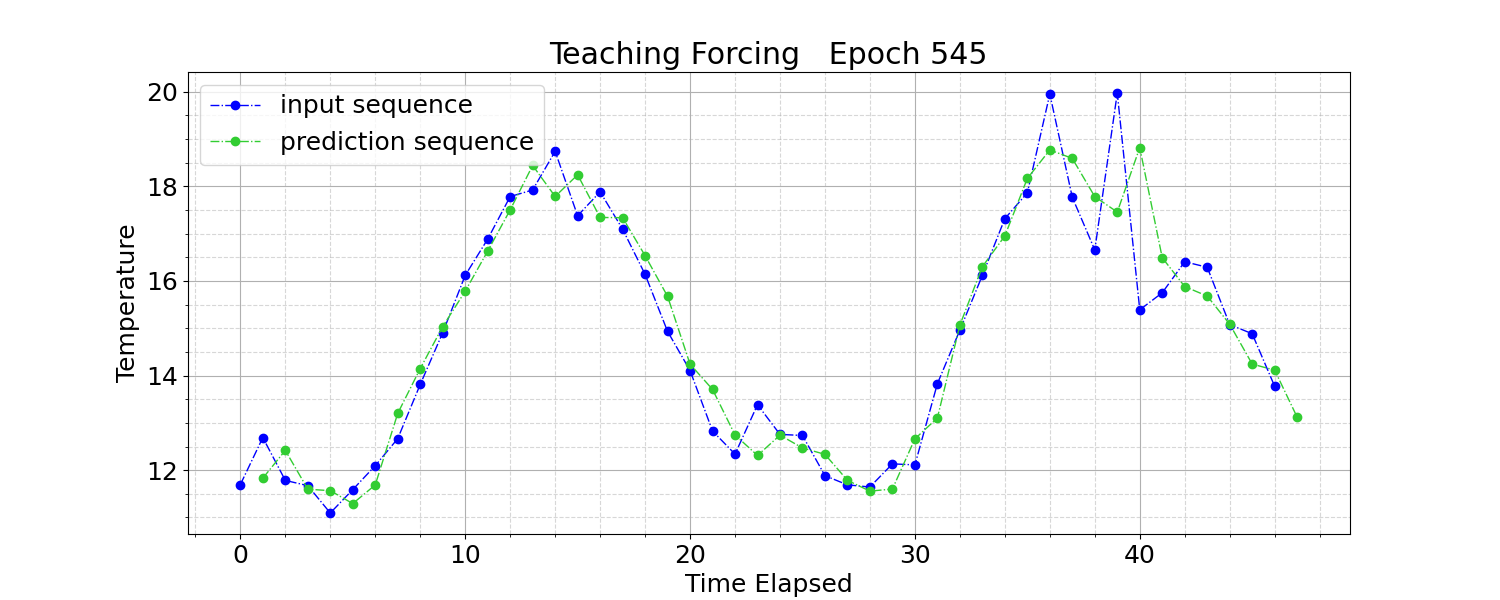 Teaching Forcing   Epoch 545
input sequence
prediction sequence
20
18
16
14
12
Temperature
0 10 20 30 40
Time Elapsed